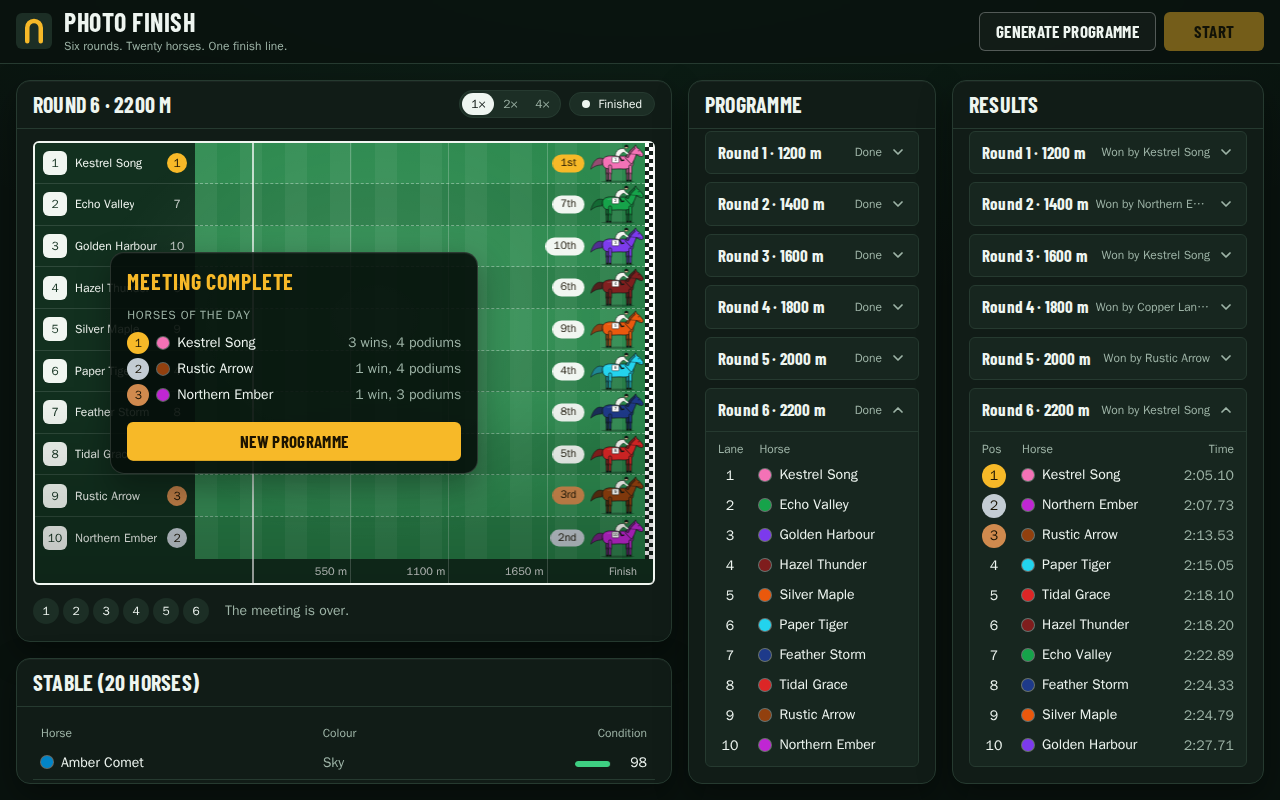 PHOTO FINISH
Six rounds. Twenty horses. One finish line.
GENERATE PROGRAMME
START
ROUND 6 · 2200 M
1×
2×
4×
Finished
1 Kestrel Song 1 1st
2 Echo Valley 7 7th
3 Golden Harbour 10 10th
4 Hazel 6th
5 Silver Maple 9 9th
6 Paper 4th
7 Feather Storm 8 8th
8 Tidal 5th
9 Rustic Arrow 3 3rd
10 Northern Ember 2 2nd
550 m 1100 m 1650 m Finish
MEETING COMPLETE
HORSES OF THE DAY
1 Kestrel Song 3 wins, 4 podiums
2 Rustic Arrow 1 win, 4 podiums
3 Northern Ember 1 win, 3 podiums
NEW PROGRAMME
1 2 3 4 5 6 The meeting is over.
STABLE (20 HORSES)
Horse Colour Condition
Amber Comet Sky 98
PROGRAMME
Round 1 · 1200 m Done
Round 2 · 1400 m Done
Round 3 · 1600 m Done
Round 4 · 1800 m Done
Round 5 · 2000 m Done
Round 6 · 2200 m Done
Lane Horse
1 Kestrel Song
2 Echo Valley
3 Golden Harbour
4 Hazel Thunder
5 Silver Maple
6 Paper Tiger
7 Feather Storm
8 Tidal Grace
9 Rustic Arrow
10 Northern Ember
RESULTS
Round 1 · 1200 m Won by Kestrel Song
Round 2 · 1400 m Won by Northern E···
Round 3 · 1600 m Won by Kestrel Song
Round 4 · 1800 m Won by Copper Lan···
Round 5 · 2000 m Won by Rustic Arrow
Round 6 · 2200 m Won by Kestrel Song
Pos Horse Time
1 Kestrel Song 2:05.10
2 Northern Ember 2:07.73
3 Rustic Arrow 2:13.53
4 Paper Tiger 2:15.05
5 Tidal Grace 2:18.10
6 Hazel Thunder 2:18.20
7 Echo Valley 2:22.89
8 Feather Storm 2:24.33
9 Silver Maple 2:24.79
10 Golden Harbour 2:27.71